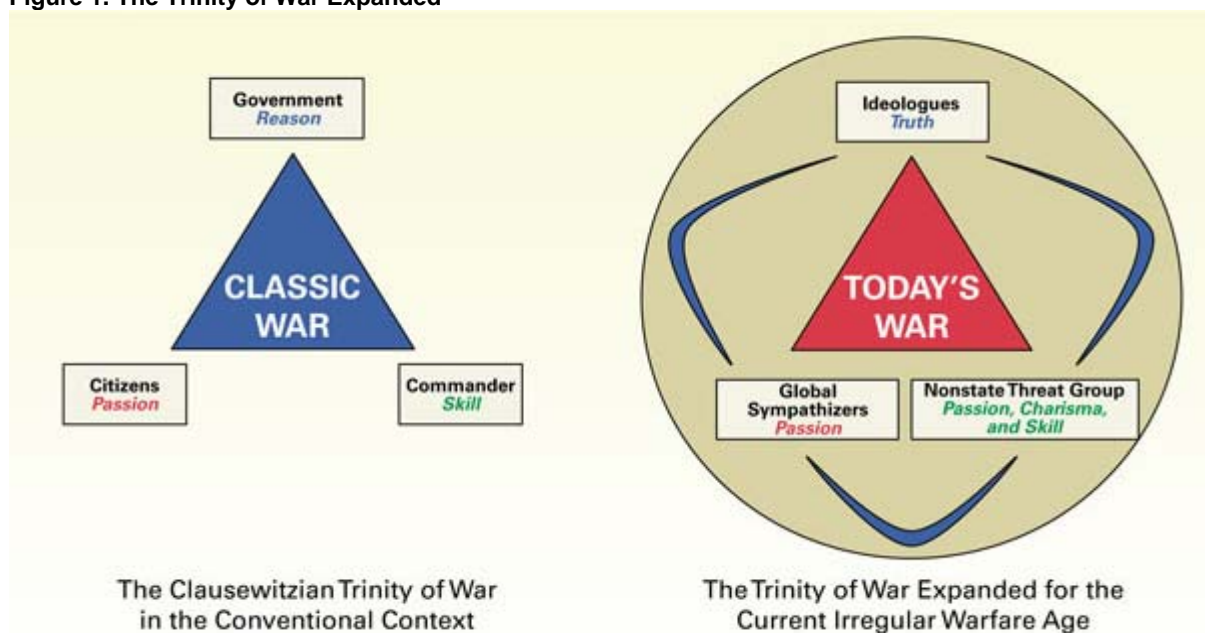 Figure 1. The Trinity of War Expanded
Government
Reason
CLASSIC
WAR
Citizens
Passion
Commander
Skill
The Clausewitzian Trinity of War
in the Conventional Context
Ideologues
Truth
TODAY'S
WAR
Global
Sympathizers
Passion
Nonstate Threat Group
Passion, Charisma,
and Skill
The Trinity of War Expanded for the
Current Irregular Warfare Age